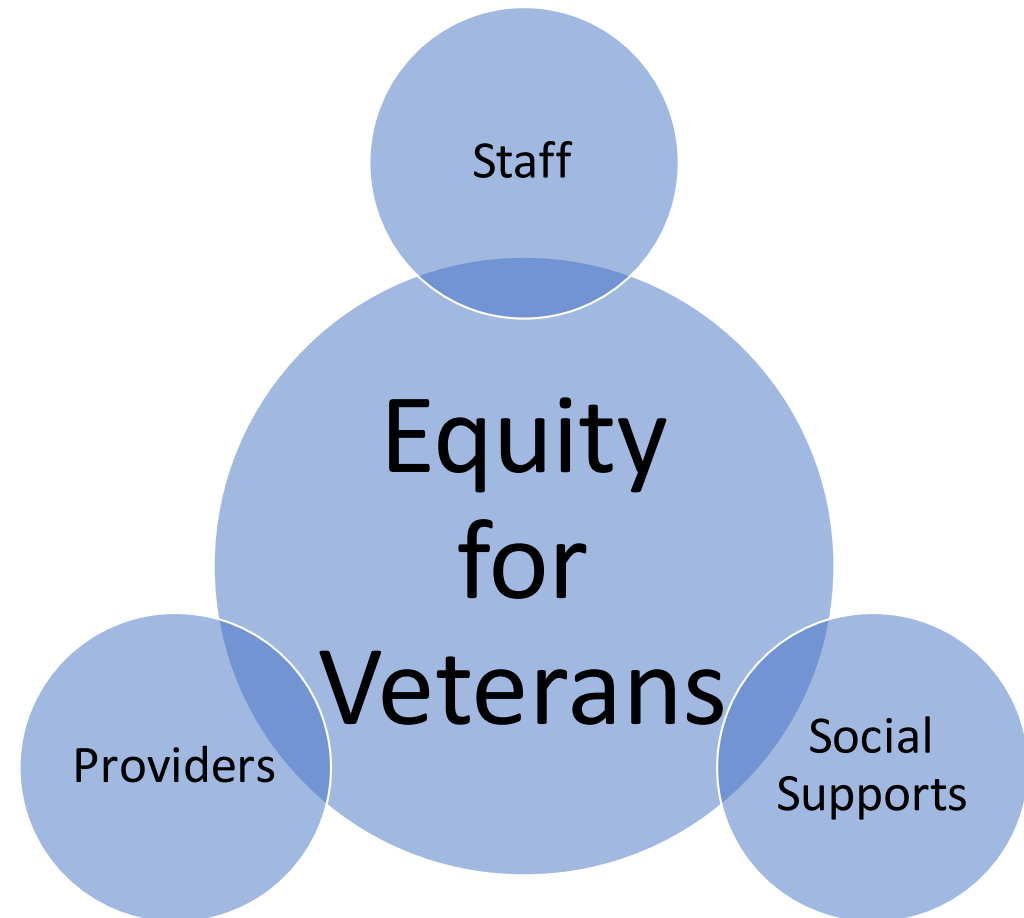 Staff
Equity
for
Veterans
Providers
Social
Supports